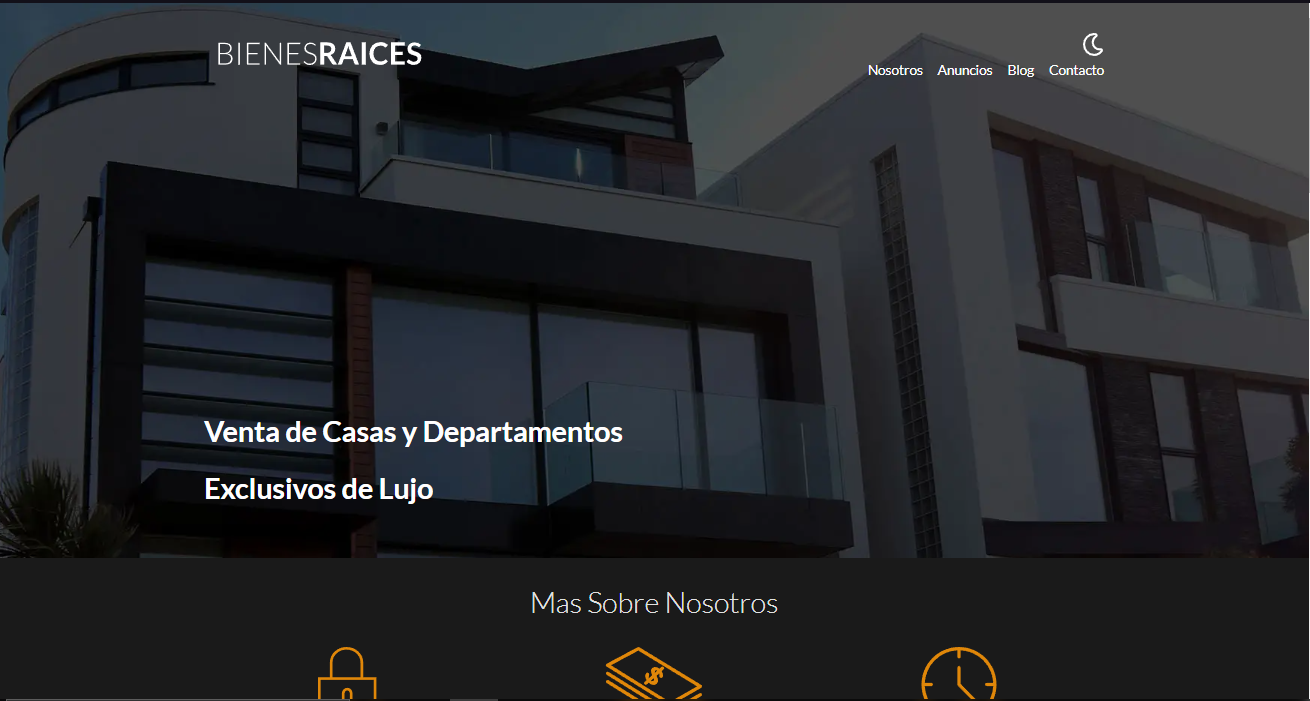 BIENESRAICES
Nosotros Anuncios Blog Contacto
Venta de Casas y Departamentos
Exclusivos de Lujo
Mas Sobre Nosotros
$